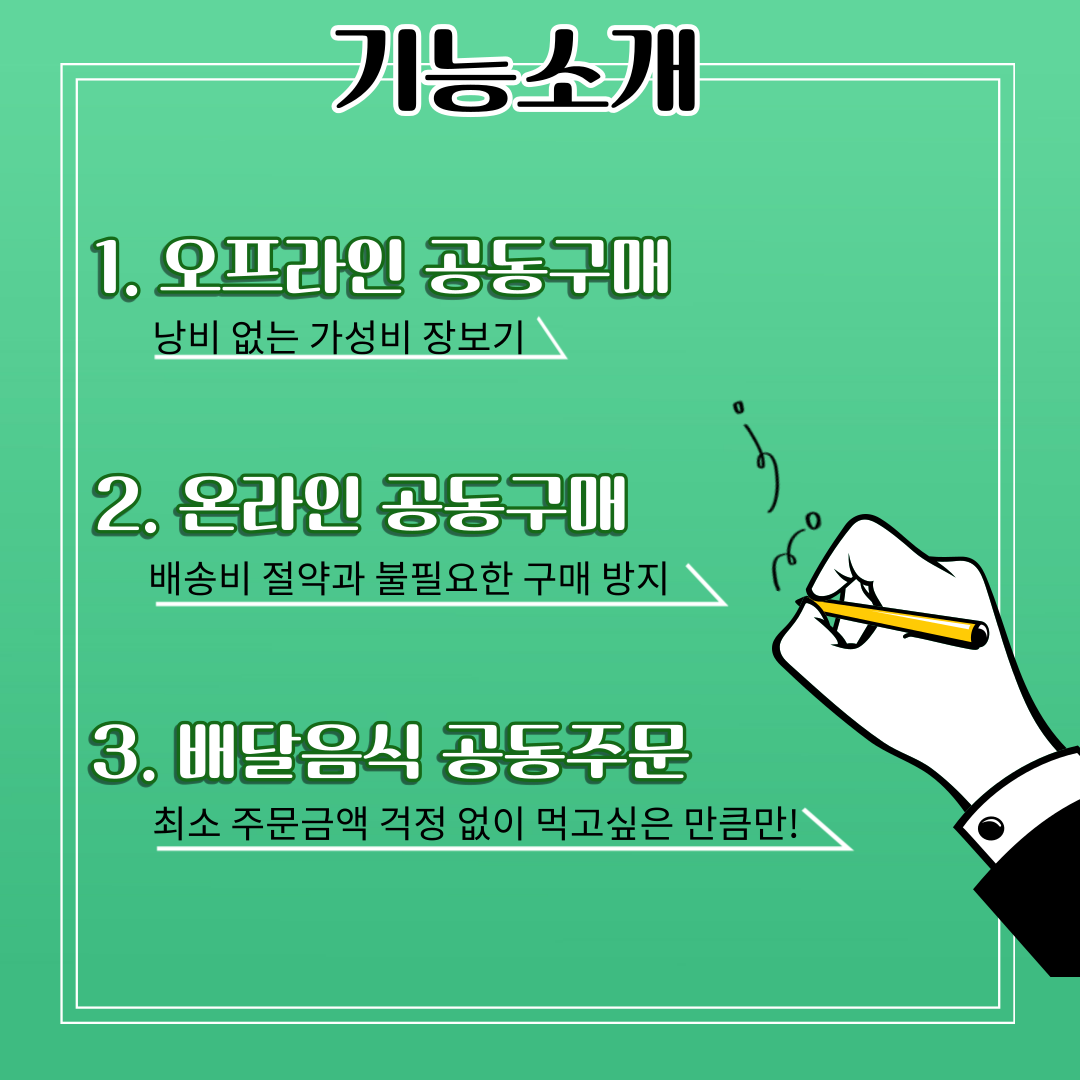 기능소개
1. 오프라인 공동구매
낭비 없는 가성비 장보기
2. 온라인 공동구매
배송비 절약과 불필요한 구매 방지
3. 배달음식 공동주문
최소 주문금액 걱정 없이 먹고싶은 만큼만!